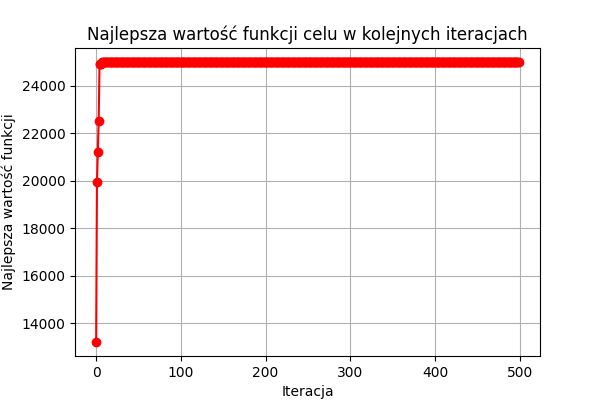 Najlepsza wartość funkcji celu w kolejnych iteracjach
Najlepsza wartość funkcji
24000
22000
20000
18000
16000
14000
0 100 200 300 400 500
Iteracja